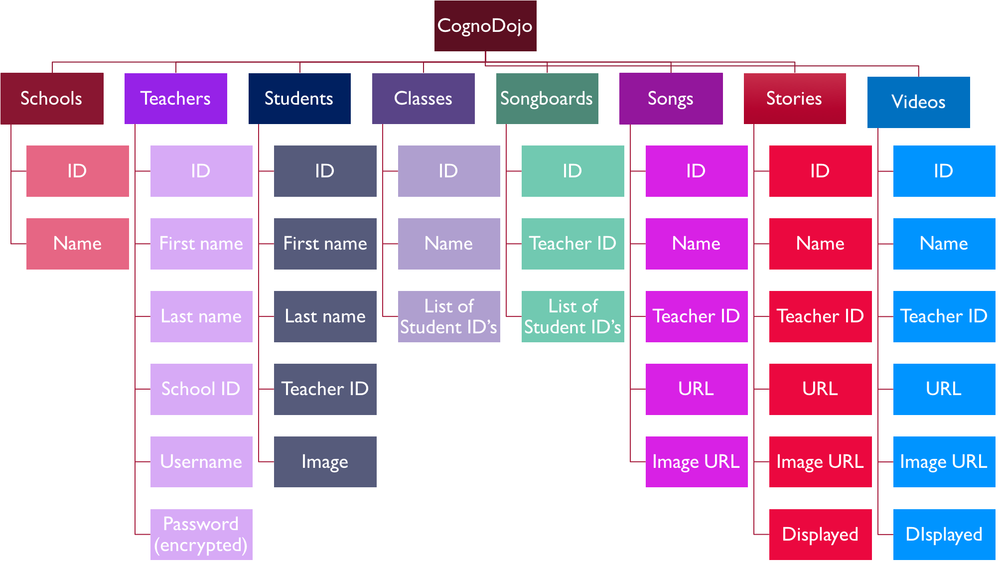 CognoDojo
Schools
Teachers
Students
Classes
Songboards
Songs
Stories
Videos
ID
ID
ID
ID
ID
ID
ID
ID
Name
First name
First name
Name
Teacher ID
Name
Name
Name
Last name
Last name
List of
Student ID’s
List of
Student ID’s
Teacher ID
Teacher ID
Teacher ID
School ID
Teacher ID
URL
URL
URL
Username
Image
Image URL
Image URL
Image URL
Password
(encrypted)
Displayed
DIsplayed